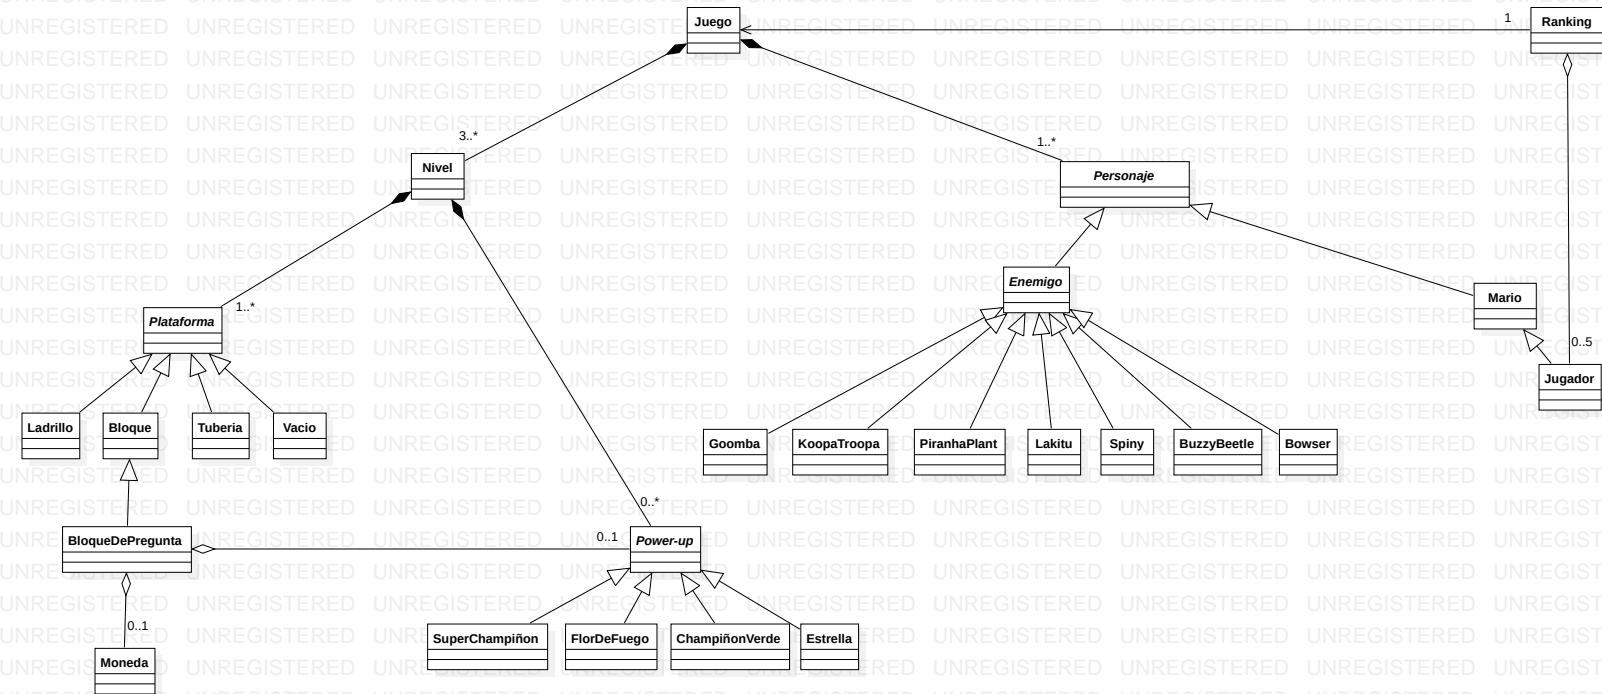 Juego
1
Ranking
3..*
1..*
Nivel
Personaje
Enemigo
Mario
1..*
Plataforma
0..5
Jugador
Ladrillo
Bloque
Tuberia
Vacio
Goomba
KoopaTroopa
PiranhaPlant
Lakitu
Spiny
BuzzyBeetle
Bowser
0..*
BloqueDePregunta
0..1
Power-up
0..1
SuperChampiñon
FlorDeFuego
ChampiñonVerde
Estrella
Moneda
UNREGISTERED